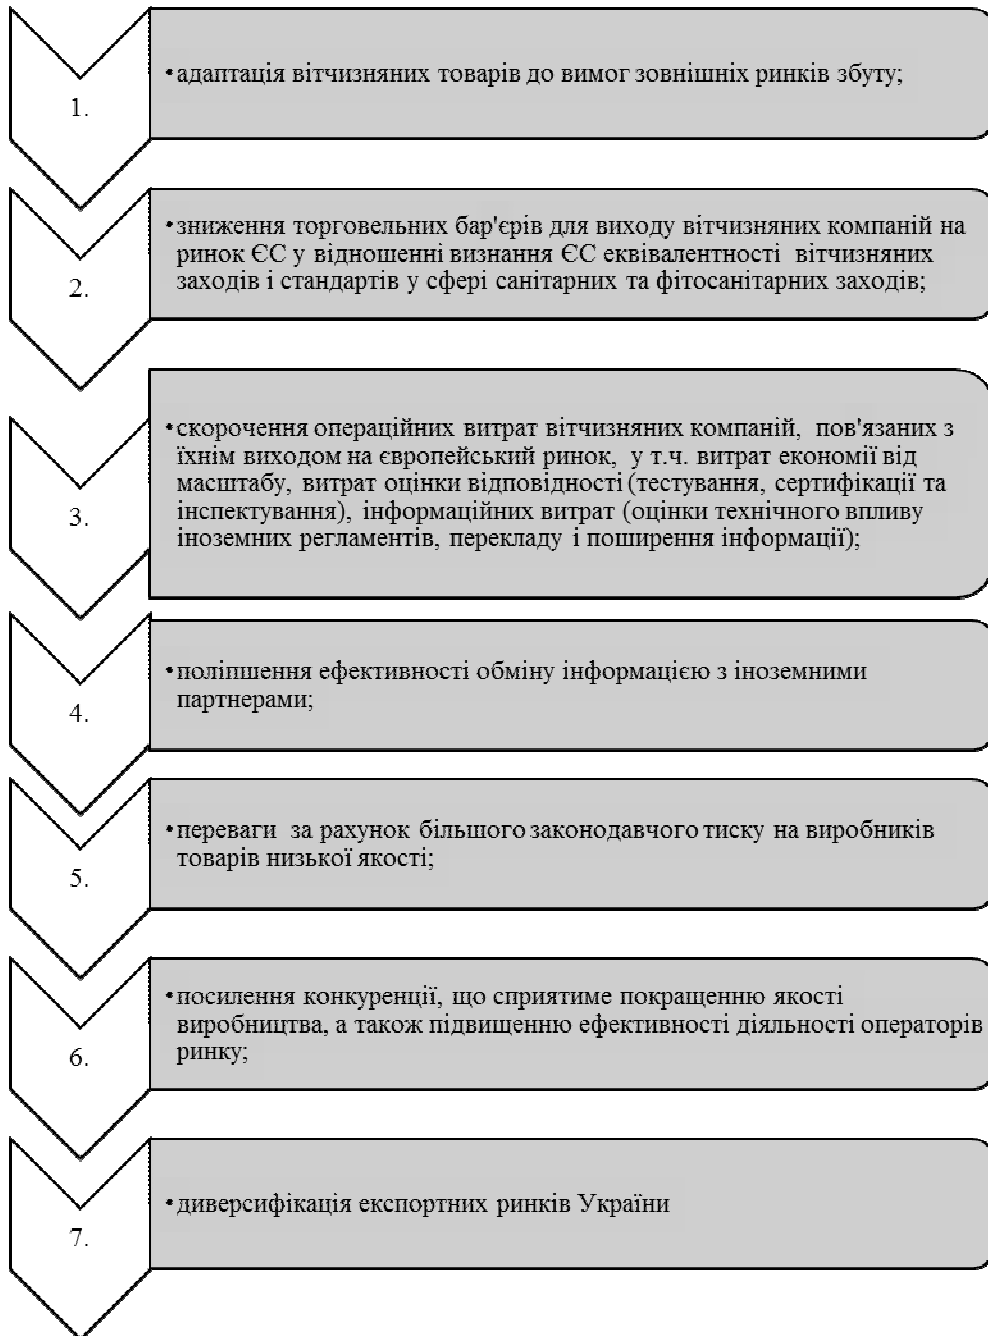 1.
•адаптація вітчизняних товарів до вимог зовнішніх ринків збуту;
2.
•зниження торговельних бар'єрів для виходу вітчизняних компаній на
ринок ЄС у відношенні визнання ЄС еквівалентності вітчизняних
заходів і стандартів у сфері санітарних та фітосанітарних заходів;
3.
•скорочення операційних витрат вітчизняних компаній, пов'язаних з
їхнім виходом на європейський ринок, у т.ч. витрат економії від
масштабу, витрат оцінки відповідності (тестування, сертифікації та
інспектування), інформаційних витрат (оцінки технічного впливу
іноземних регламентів, перекладу і поширення інформації);
4.
•поліпшення ефективності обміну інформацією з іноземними
партнерами;
5.
•переваги за рахунок більшого законодавчого тиску на виробників
товарів низької якості;
6.
•посилення конкуренції, що сприятиме покращенню якості
виробництва, а також підвищенню ефективності діяльності операторів
ринку;
7.
•диверсифікація експортних ринків України